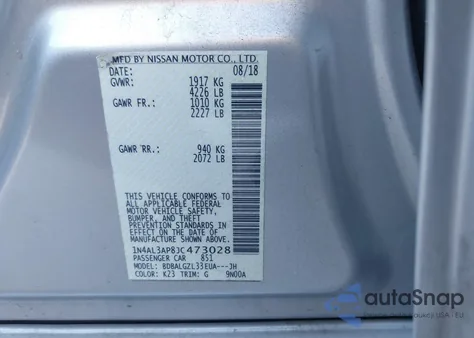 MFD BY NISSAN MOTOR CO., LTD.
DATE: 08/18
GVWR: 1917 KG
4226 LB
GAWR FR.: 1010 KG
2227 LB
GAWR RR.: 940 KG
2072 LB
THIS VEHICLE CONFORMS TO
ALL APPLICABLE FEDERAL
MOTOR VEHICLE SAFETY,
BUMPER, AND THEFT
PREVENTION STANDARDS
IN EFFECT ON THE DATE OF
MANUFACTURE SHOWN ABOVE.
1N4AL3AP8JC473028
PASSENGER CAR 851
MODEL: BDBALGZL33EUA---JH
COLOR: K23 TRIM: G 9N00A
autoSnap